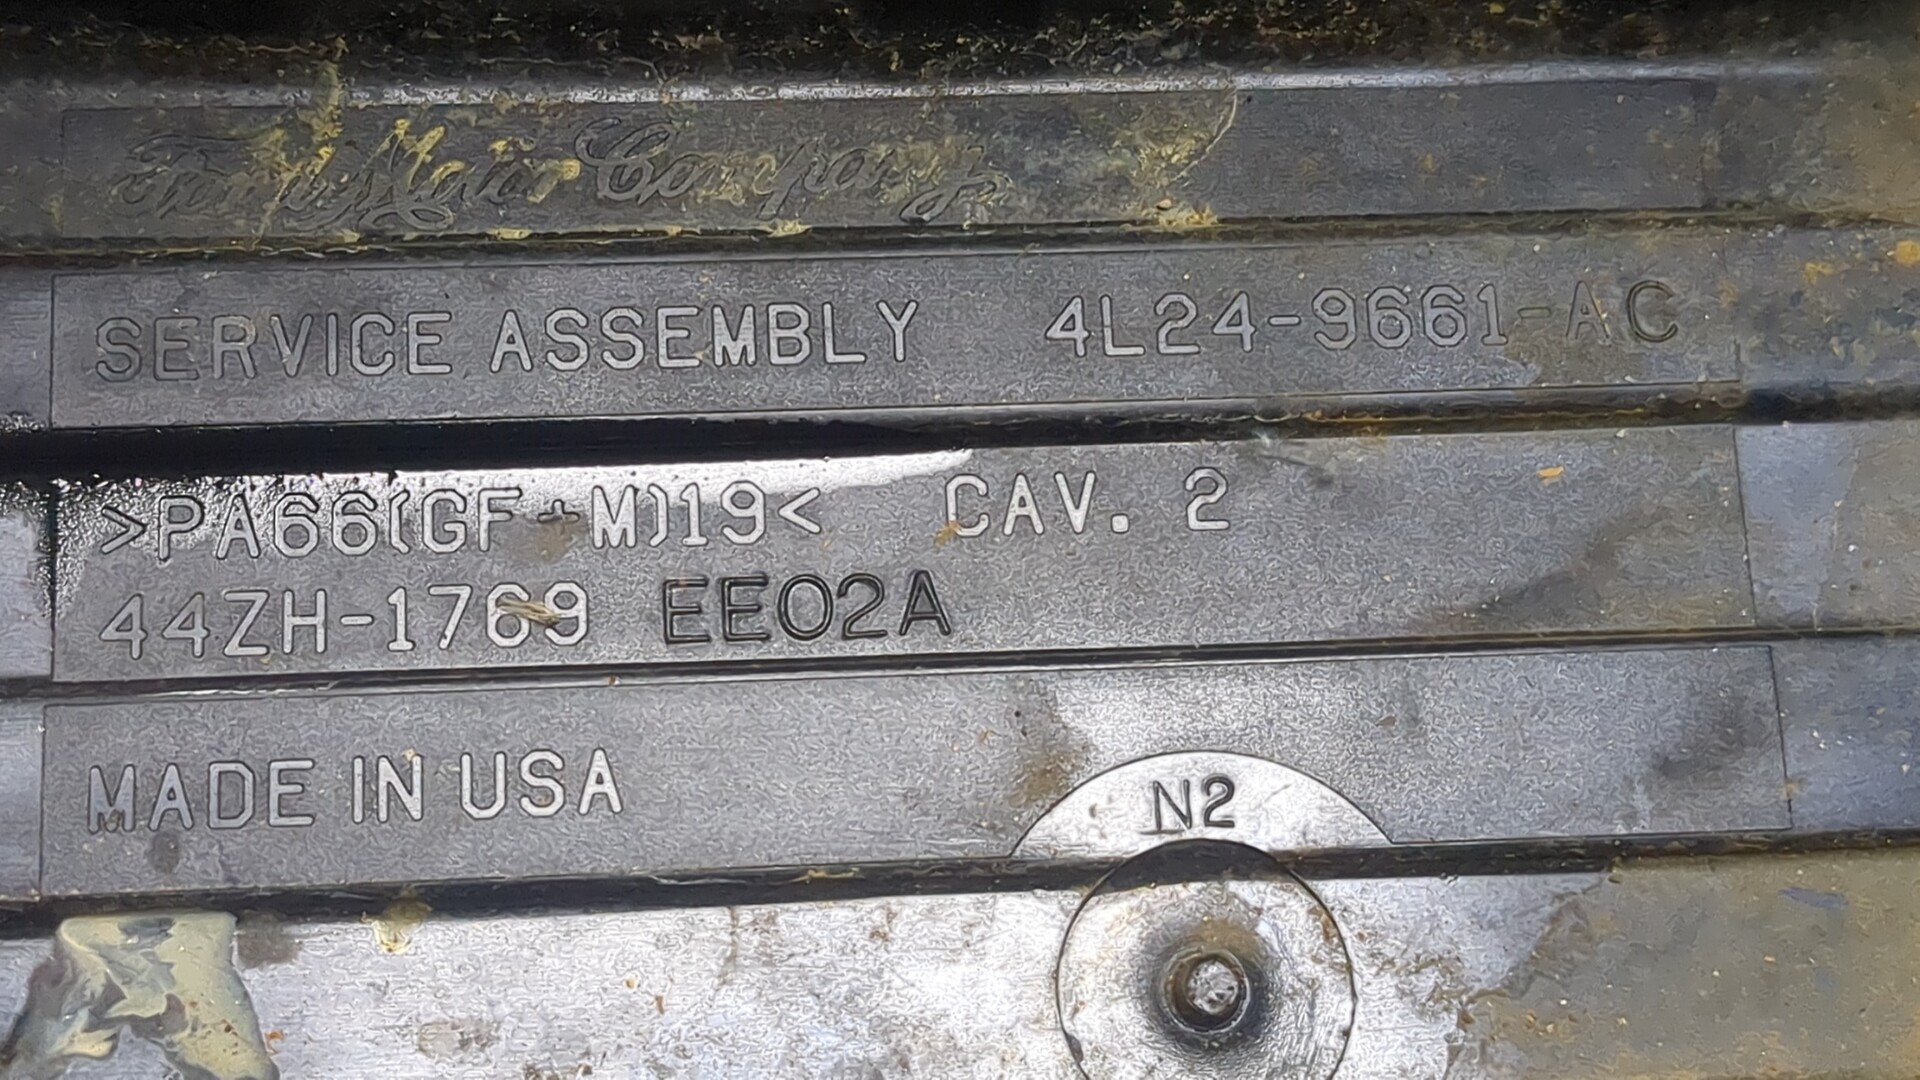 Ford Motor Company
SERVICE ASSEMBLY 4L24-9661-AC
>PA66(GF+M)19< CAV. 2
44ZH-1769 EE02A
MADE IN USA
N2